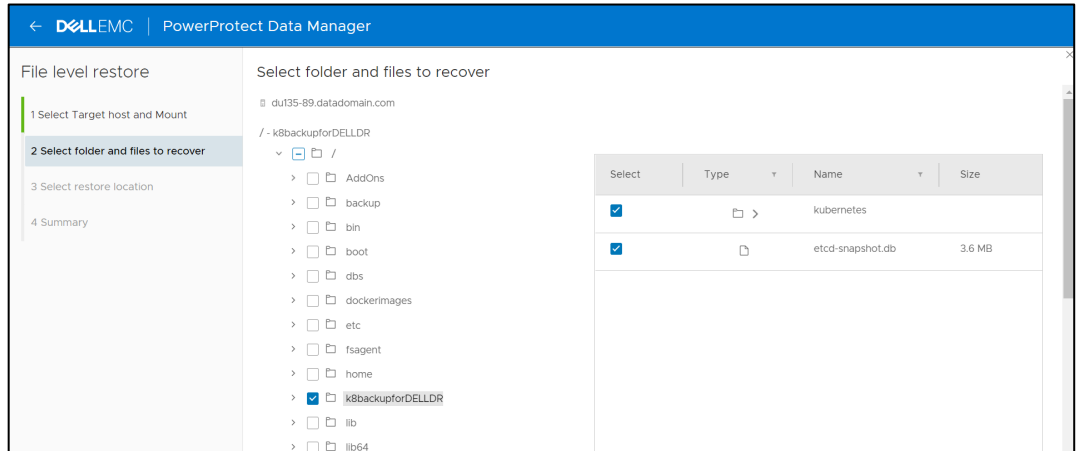 DELLEMC | PowerProtect Data Manager
File level restore
1 Select Target host and Mount
2 Select folder and files to recover
3 Select restore location
4 Summary
Select folder and files to recover
du135-89.datadomain.com
/ - k8backupforDELLDR
/
AddOns
backup
bin
boot
dbs
dockerimages
etc
fsagent
home
k8backupforDELLDR
lib
lib64
Select Type Name Size
kubernetes
etcd-snapshot.db 3.6 MB